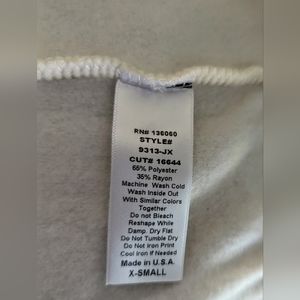 RN# 136060
STYLE#
9313-JX
CUT# 16644
65% Polyester
35% Rayon
Machine Wash Cold
Wash Inside Out
With Similar Colors
Together
Do not Bleach
Reshape While
Damp. Dry Flat
Do Not Tumble Dry
Do Not Iron Print
Cool Iron If Needed
Made in U.S.A.
X-SMALL